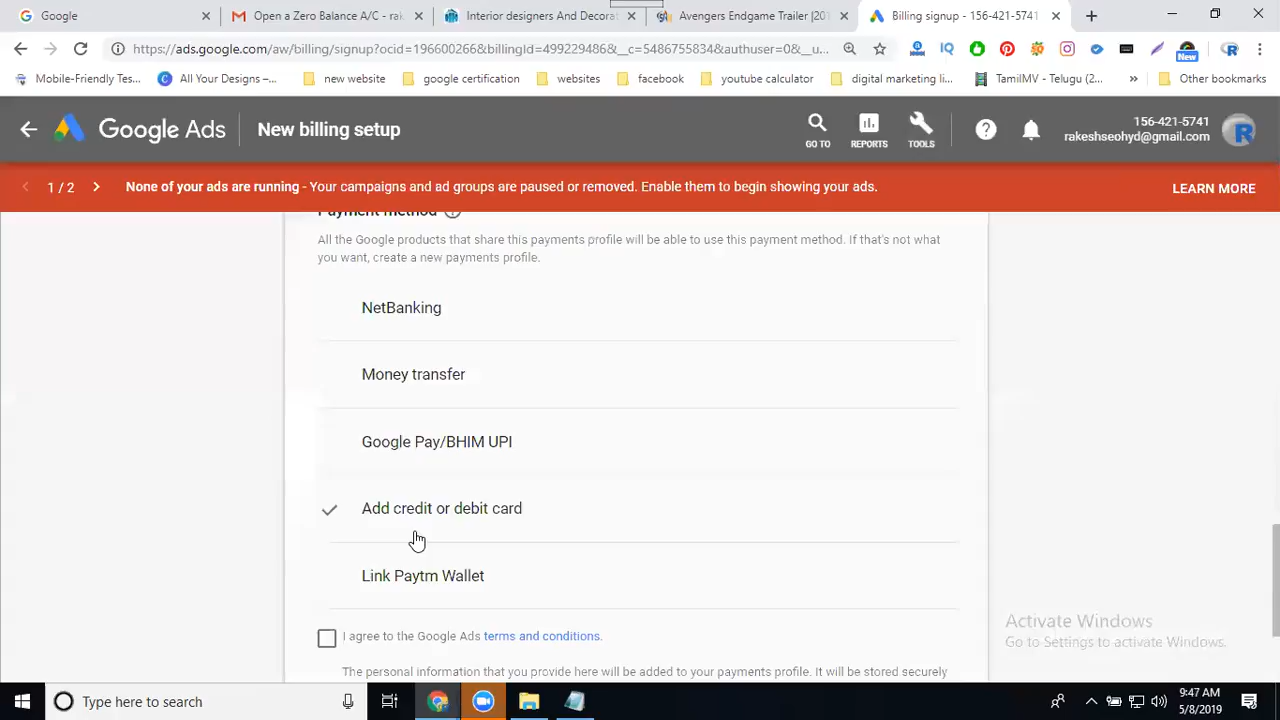 Google
Open a Zero Balance A/C - rak
Interior designers And Decorat
Avengers Endgame Trailer |201
Billing signup - 156-421-5741
https://ads.google.com/aw/billing/signup?ocid=196600266&billingId=499229486&__c=5486755834&authuser=0&__u...
Mobile-Friendly Tes...
All Your Designs –...
new website
google certification
websites
facebook
youtube calculator
digital marketing li...
TamilMV - Telugu (2...
»
Other bookmarks
Google Ads
New billing setup
GO TO
REPORTS
TOOLS
156-421-5741
rakeshseohyd@gmail.com
1 / 2
None of your ads are running - Your campaigns and ad groups are paused or removed. Enable them to begin showing your ads.
LEARN MORE
Payment method
All the Google products that share this payments profile will be able to use this payment method. If that's not what
you want, create a new payments profile.
NetBanking
Money transfer
Google Pay/BHIM UPI
Add credit or debit card
Link Paytm Wallet
I agree to the Google Ads terms and conditions.
The personal information that you provide here will be added to your payments profile. It will be stored securely
Activate Windows
Go to Settings to activate Windows.
Type here to search
9:47 AM
5/8/2019